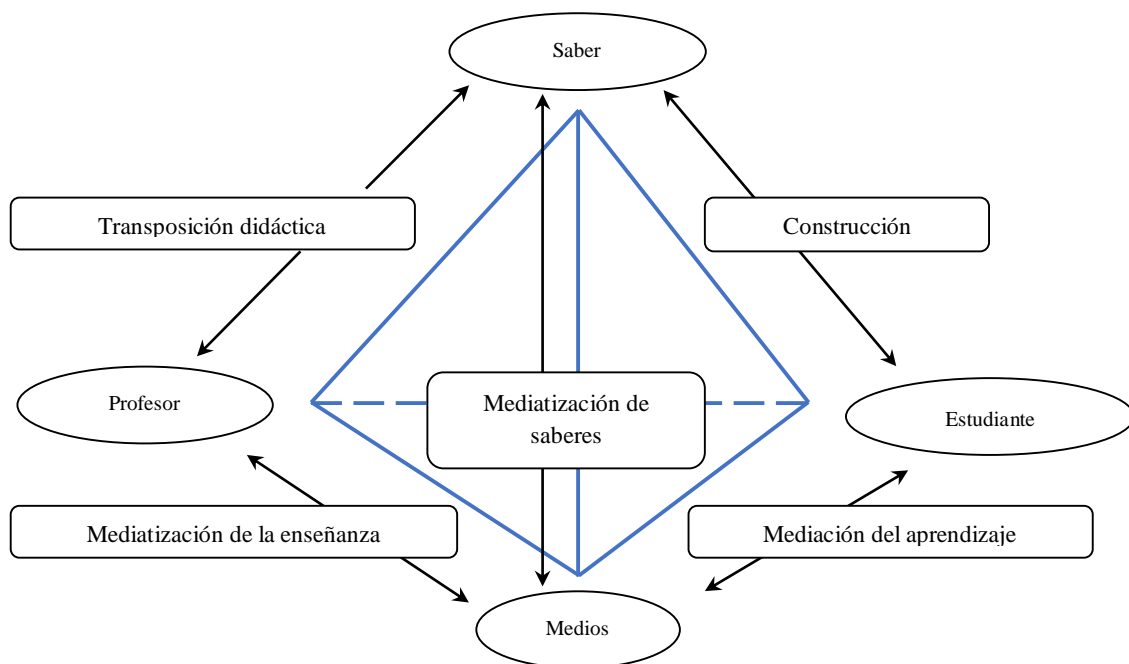 Saber
Transposición didáctica
Construcción
Profesor
Mediatización de
saberes
Estudiante
Mediatización de la enseñanza
Mediación del aprendizaje
Medios